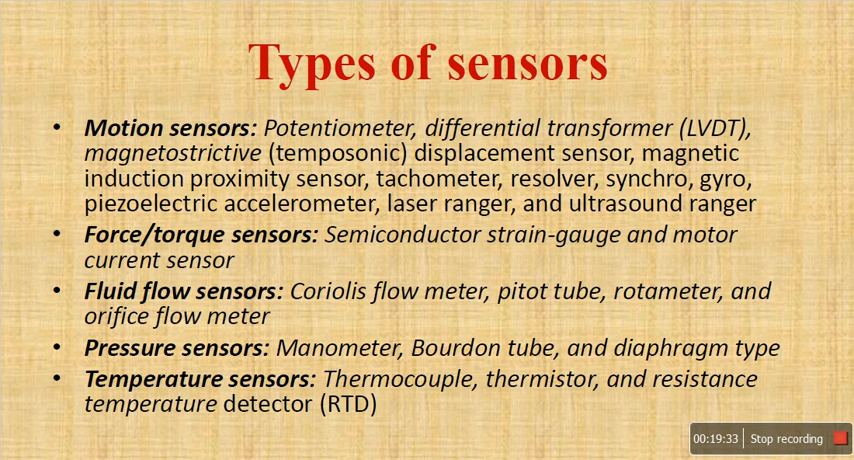 Types of sensors
• Motion sensors: Potentiometer, differential transformer (LVDT),
magnetostrictive (temposonic) displacement sensor, magnetic
induction proximity sensor, tachometer, resolver, synchro, gyro,
piezoelectric accelerometer, laser ranger, and ultrasound ranger
• Force/torque sensors: Semiconductor strain-gauge and motor
current sensor
• Fluid flow sensors: Coriolis flow meter, pitot tube, rotameter, and
orifice flow meter
• Pressure sensors: Manometer, Bourdon tube, and diaphragm type
• Temperature sensors: Thermocouple, thermistor, and resistance
temperature detector (RTD)
00:19:33 Stop recording